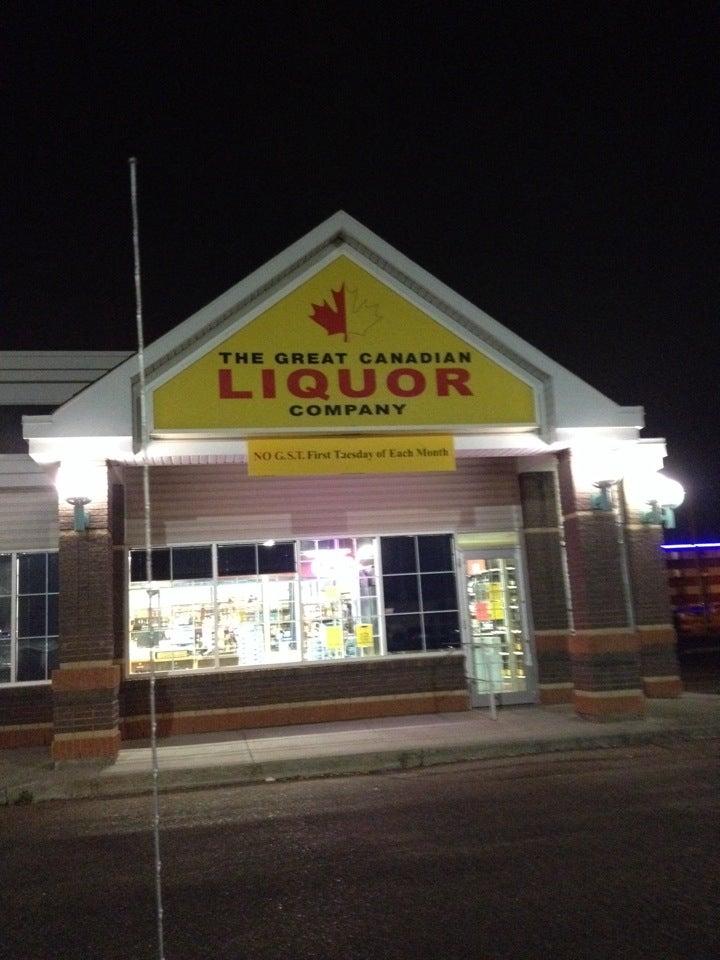 THE GREAT CANADIAN
LIQUOR
COMPANY
NO G.S.T. First Tuesday of Each Month